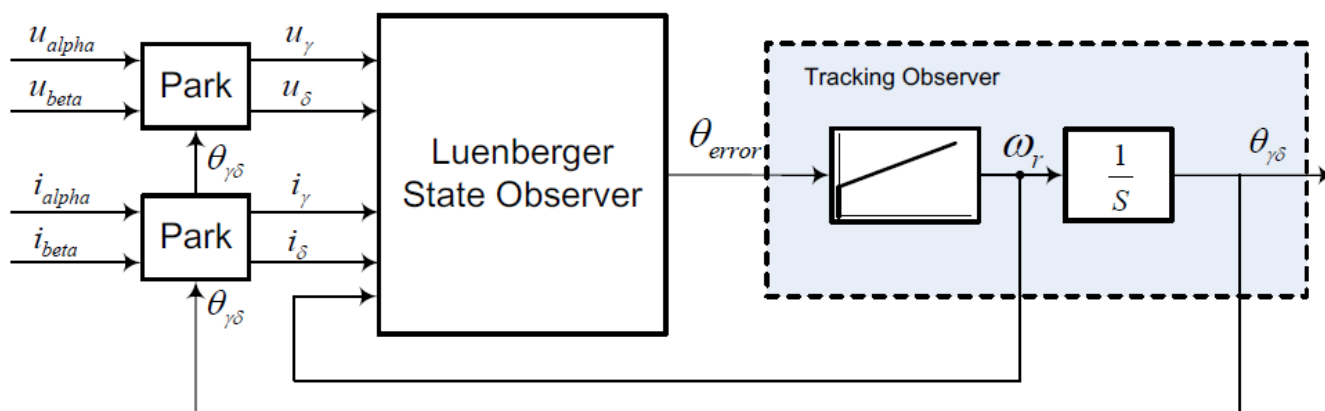 u_alpha
u_γ
Park
u_beta
u_δ
Tracking Observer
θ_γδ
Luenberger
State Observer
θ_error
ω_r
1
S
θ_γδ
i_alpha
i_γ
Park
i_beta
i_δ
θ_γδ